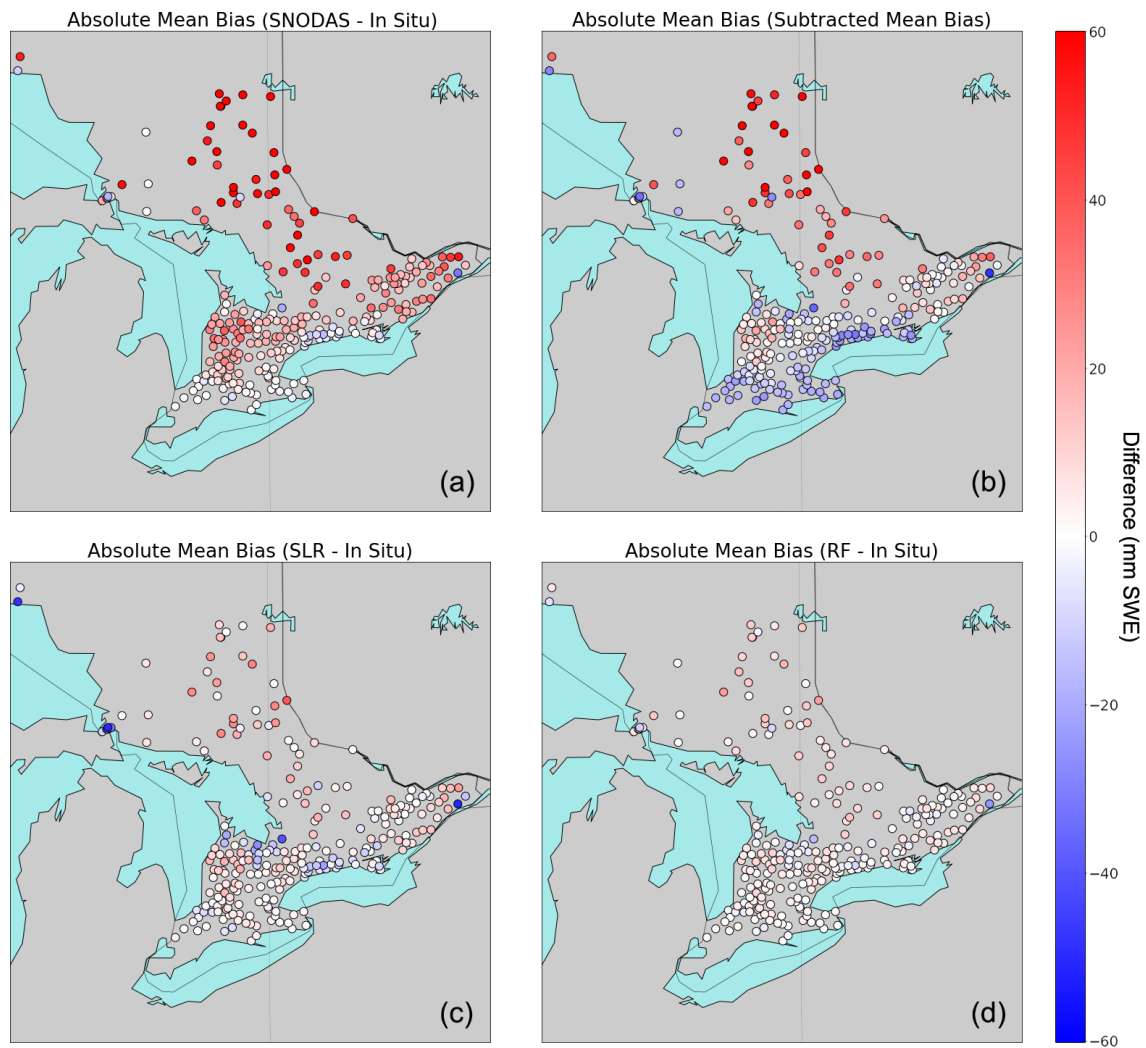 Absolute Mean Bias (SNODAS - In Situ)
Absolute Mean Bias (Subtracted Mean Bias)
(a)
(b)
Absolute Mean Bias (SLR - In Situ)
Absolute Mean Bias (RF - In Situ)
(c)
(d)
60
40
20
0
−20
−40
−60
Difference (mm SWE)